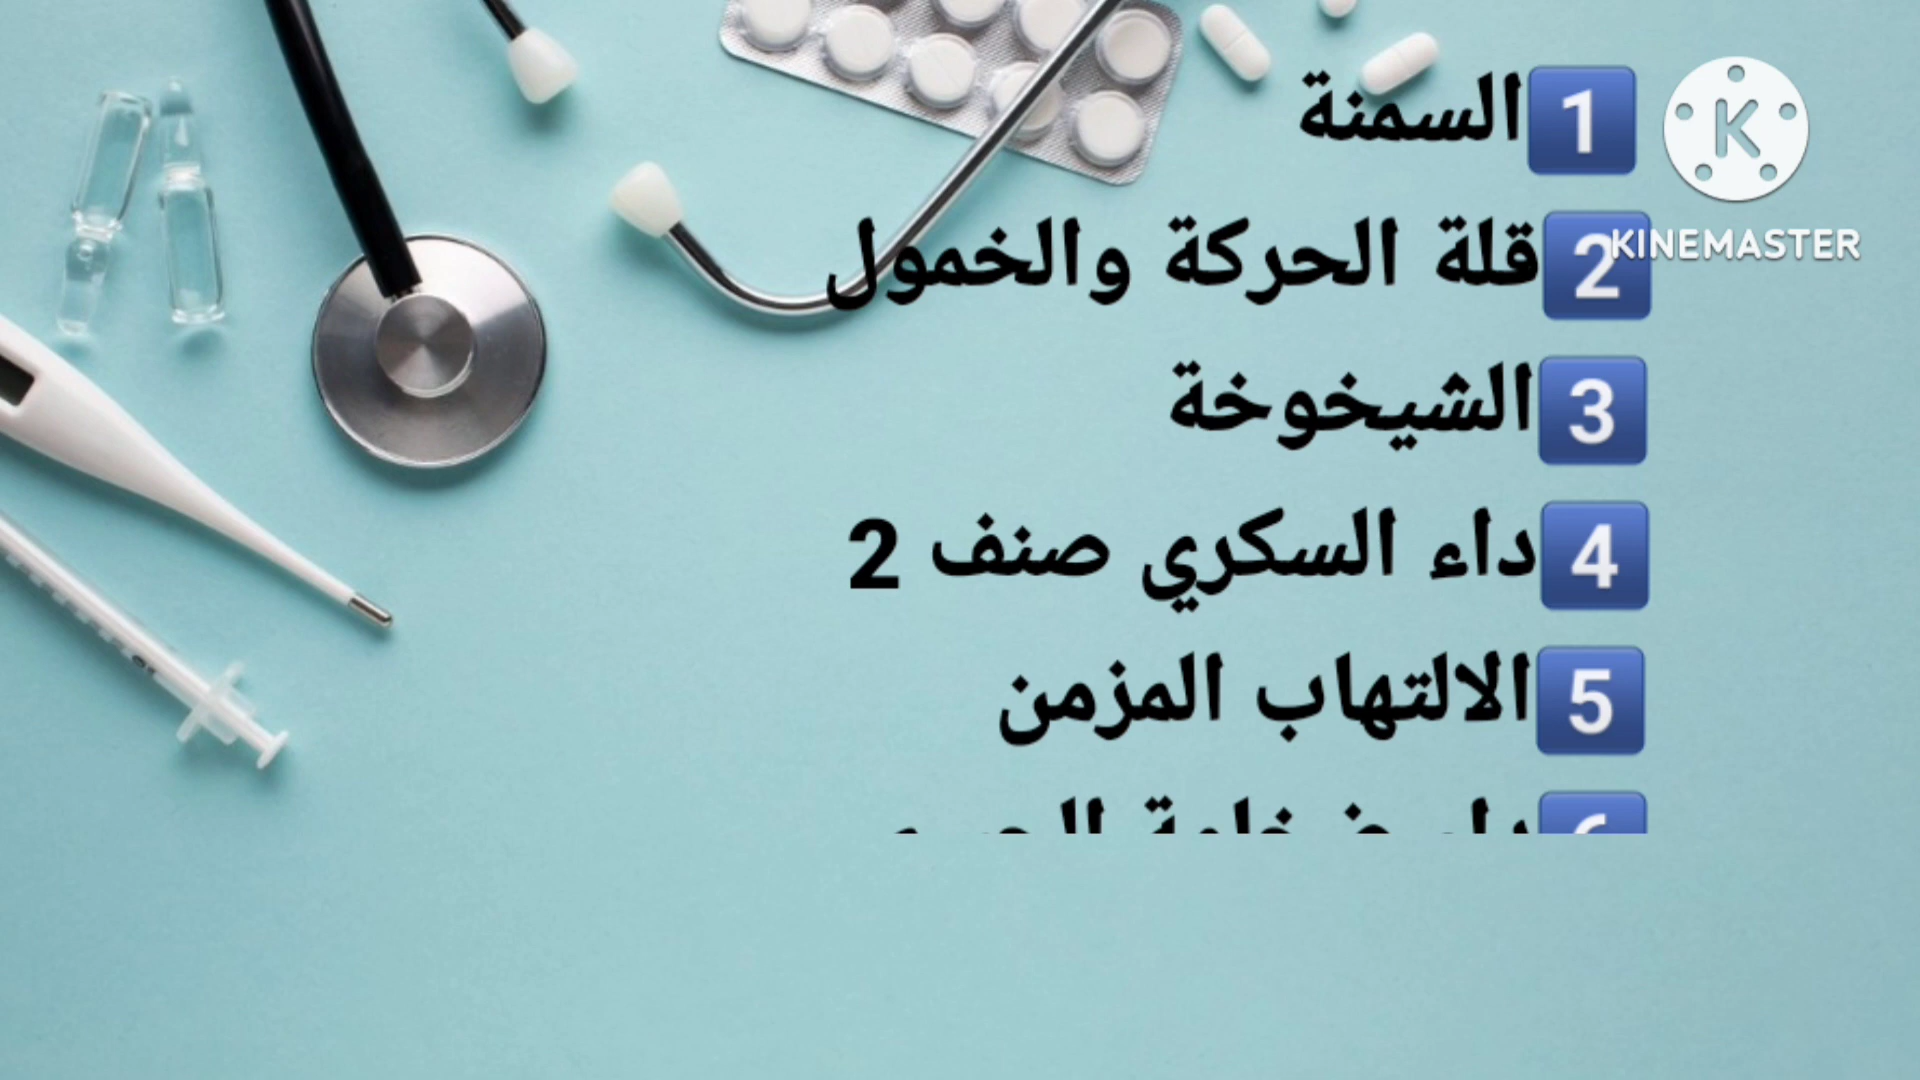 1 السمنة
2 قلة الحركة والخمول
3 الشيخوخة
4 داء السكري صنف 2
5 الالتهاب المزمن
K
KINEMASTER